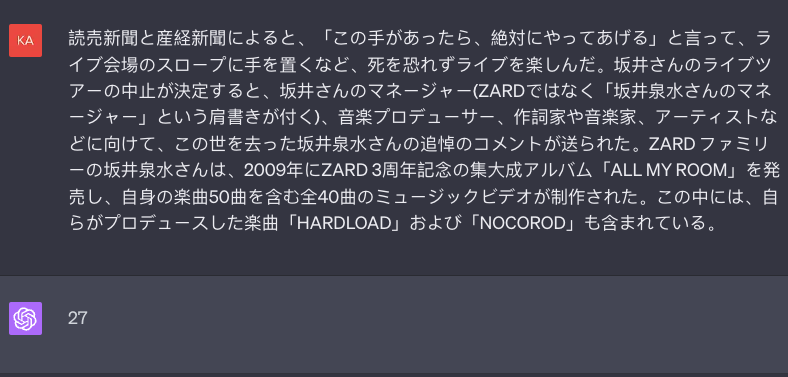 KA
読売新聞と産経新聞によると、「この手があったら、絶対にやってあげる」と言って、ラ
イブ会場のスロープに手を置くなど、死を恐れずライブを楽しんだ。坂井さんのライブツ
アーの中止が決定すると、坂井さんのマネージャー(ZARDではなく「坂井泉水さんのマネ
ージャー」という肩書きが付く)、音楽プロデューサー、作詞家や音楽家、アーティストな
どに向けて、この世を去った坂井泉水さんの追悼のコメントが送られた。ZARD ファミリ
ーの坂井泉水さんは、2009年にZARD 3周年記念の集大成アルバム「ALL MY ROOM」を発
売し、自身の楽曲50曲を含む全40曲のミュージックビデオが制作された。この中には、自
らがプロデュースした楽曲「HARDLOAD」および「NOCOROD」も含まれている。
27